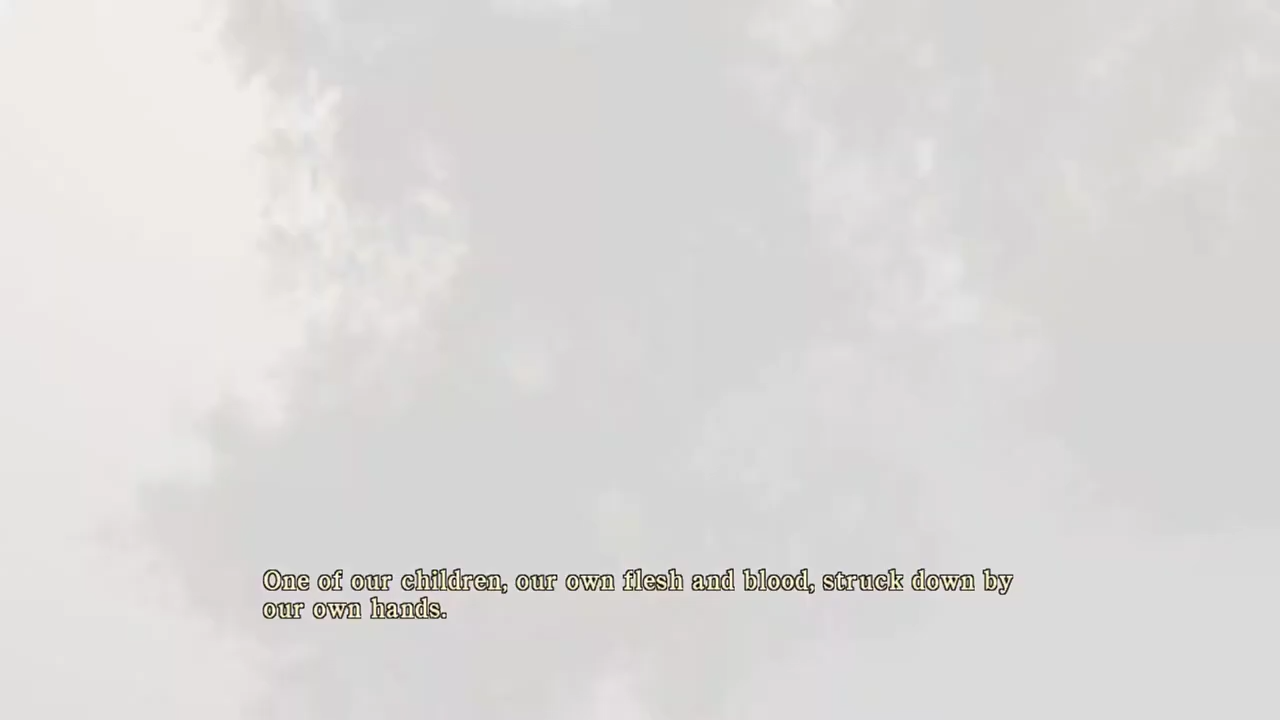 One of our children, our own flesh and blood, struck down by
our own hands.